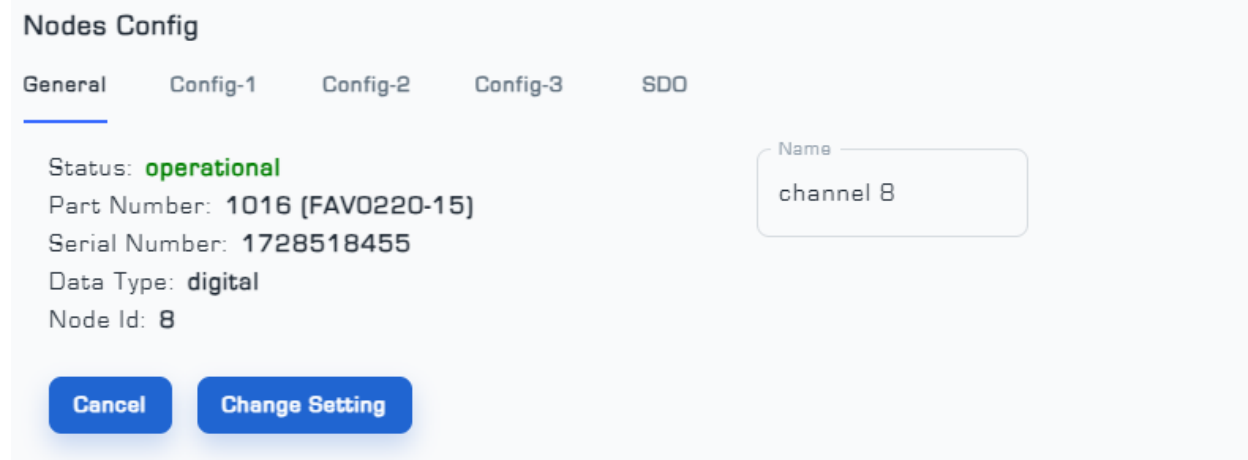 Nodes Config
General Config-1 Config-2 Config-3 SDO
Status: operational
Part Number: 1016 (FAV0220-15)
Serial Number: 1728518455
Data Type: digital
Node Id: 8
Name
channel 8
Cancel Change Setting